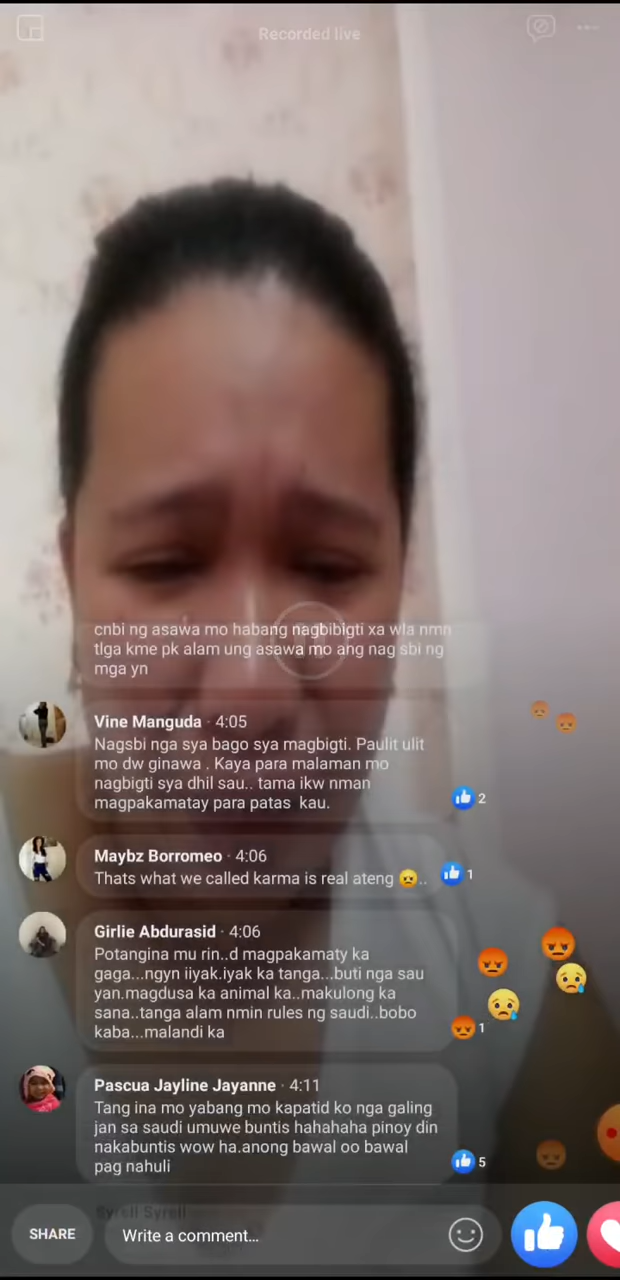 Recorded live
cnbi ng asawa mo habang nagbibigti xa wla nmn
tlga kme pk alam ung asawa mo ang nag sbi ng
mga yn
Vine Manguda · 4:05
Nagsbi nga sya bago sya magbigti. Paulit ulit
mo dw ginawa . Kaya para malaman mo
nagbigti sya dhil sau.. tama ikw nman
magpakamatay para patas kau.
2
Maybz Borromeo · 4:06
Thats what we called karma is real ateng 😠..
1
Girlie Abdurasid · 4:06
Potangina mu rin..d magpakamaty ka
gaga...ngyn iiyak.iyak ka tanga...buti nga sau
yan.magdusa ka animal ka..makulong ka
sana..tanga alam nmin rules ng saudi..bobo
kaba...malandi ka
1
Pascua Jayline Jayanne · 4:11
Tang ina mo yabang mo kapatid ko nga galing
jan sa saudi umuwe buntis hahahaha pinoy din
nakabuntis wow ha.anong bawal oo bawal
pag nahuli
5
Syrell Syrell
SHARE
Write a comment...